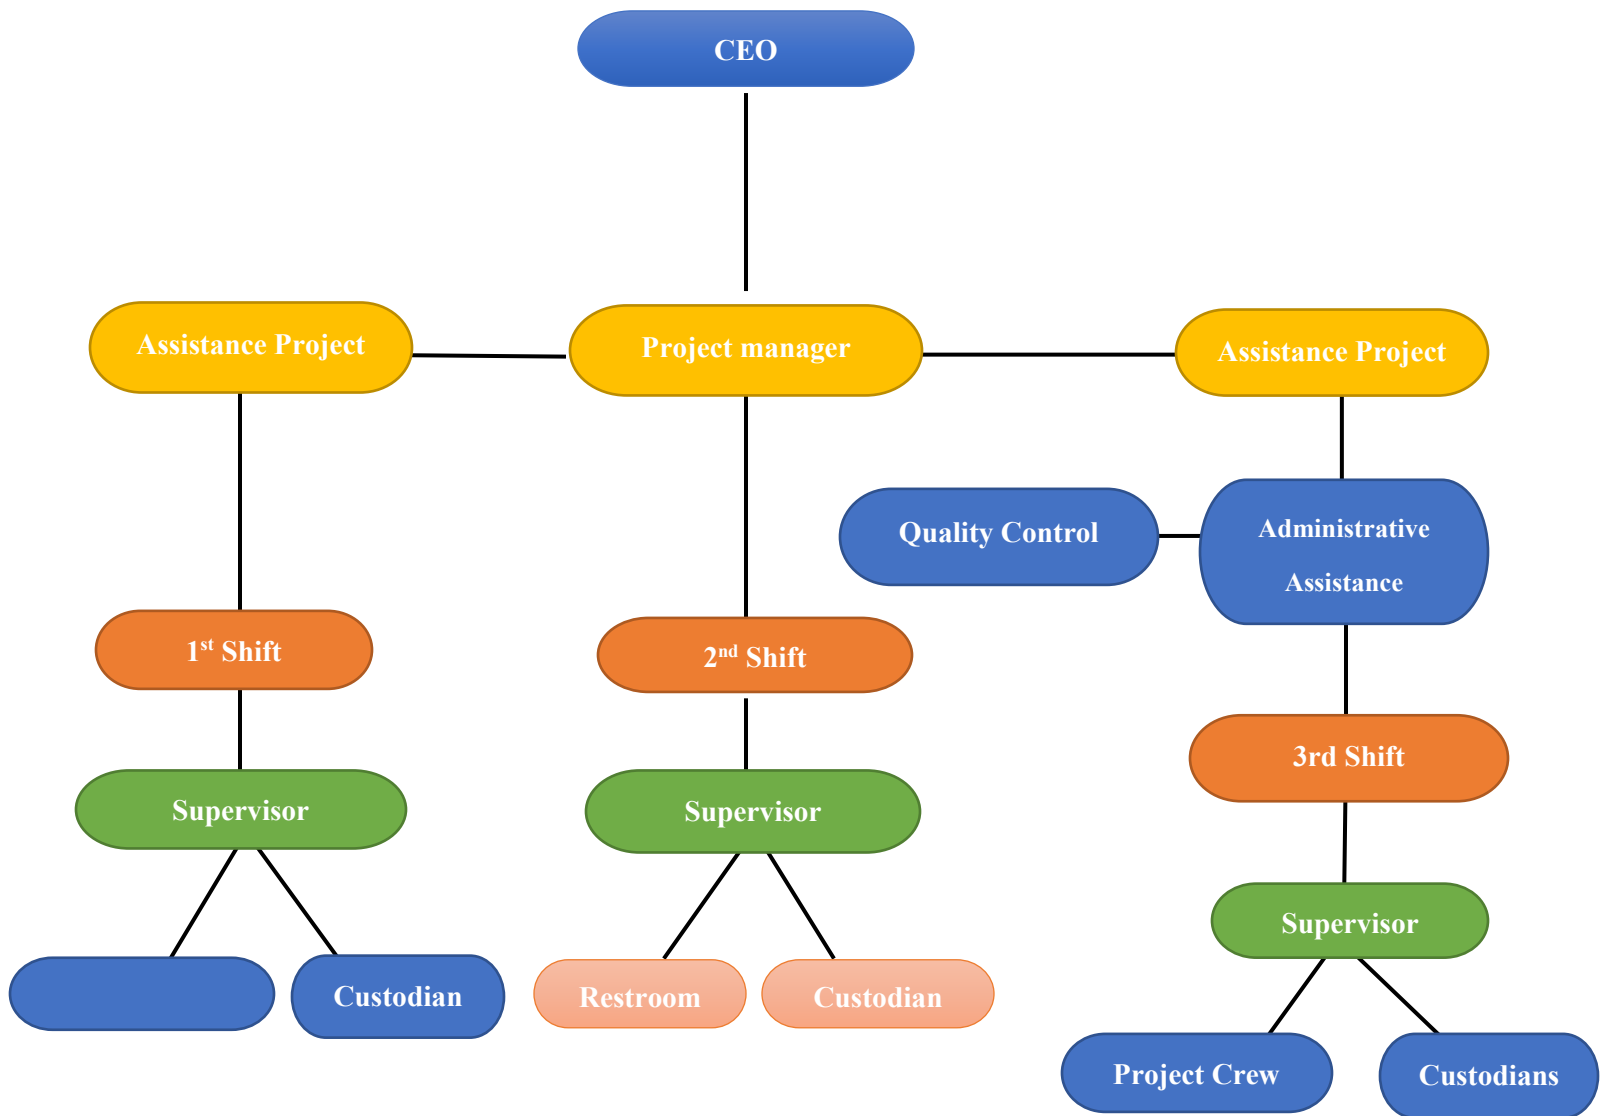 CEO
Assistance Project
Project manager
Assistance Project
Quality Control
Administrative
Assistance
1st Shift
2nd Shift
3rd Shift
Supervisor
Supervisor
Supervisor
Custodian
Restroom
Custodian
Project Crew
Custodians